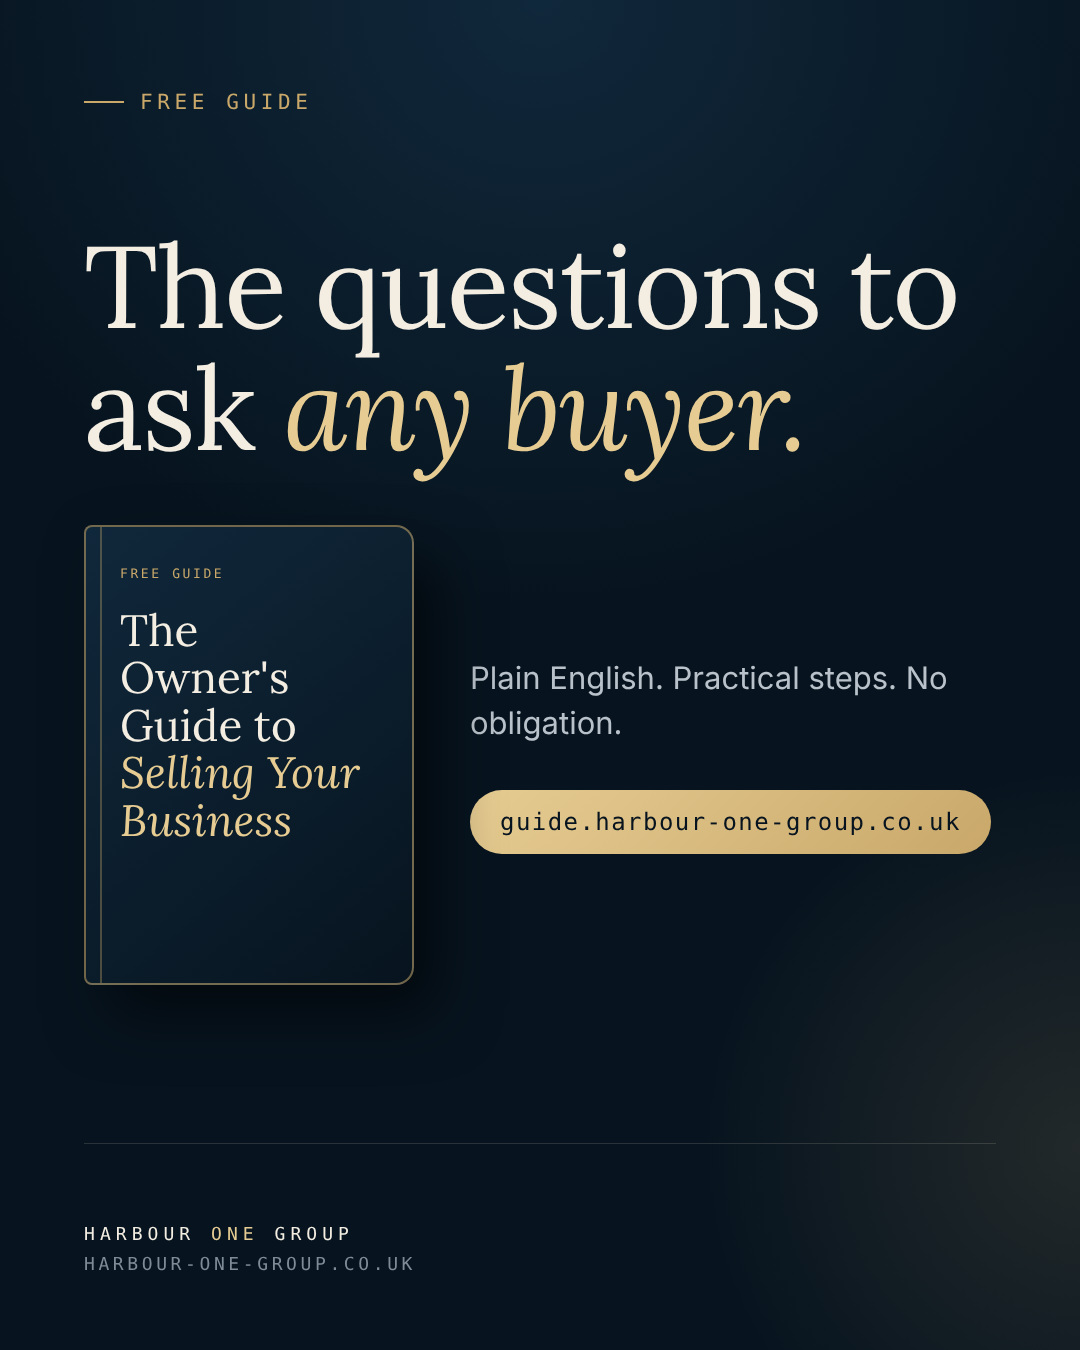 FREE GUIDE
The questions to
ask any buyer.
FREE GUIDE
The
Owner's
Guide to
Selling Your
Business
Plain English. Practical steps. No
obligation.
guide.harbour-one-group.co.uk
HARBOUR ONE GROUP
HARBOUR-ONE-GROUP.CO.UK